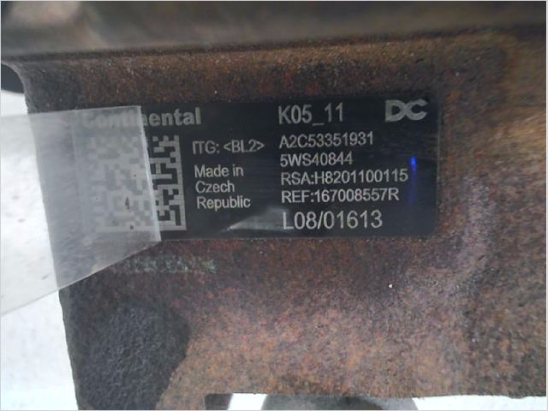 Continental K05_11 DC
ITG: <BL2> A2C53351931
5WS40844
Made in Czech Republic
RSA:H8201100115
REF:167008557R
L08/01613